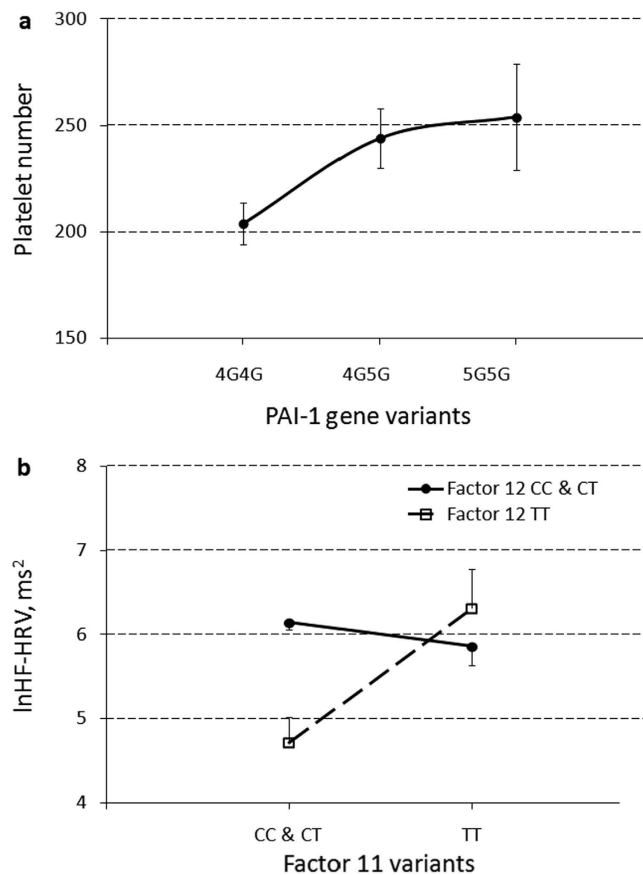 a
300
250
200
150
Platelet number
4G4G 4G5G 5G5G
PAI-1 gene variants
b
8
7
6
5
4
lnHF-HRV, ms²
Factor 12 CC & CT
Factor 12 TT
CC & CT TT
Factor 11 variants